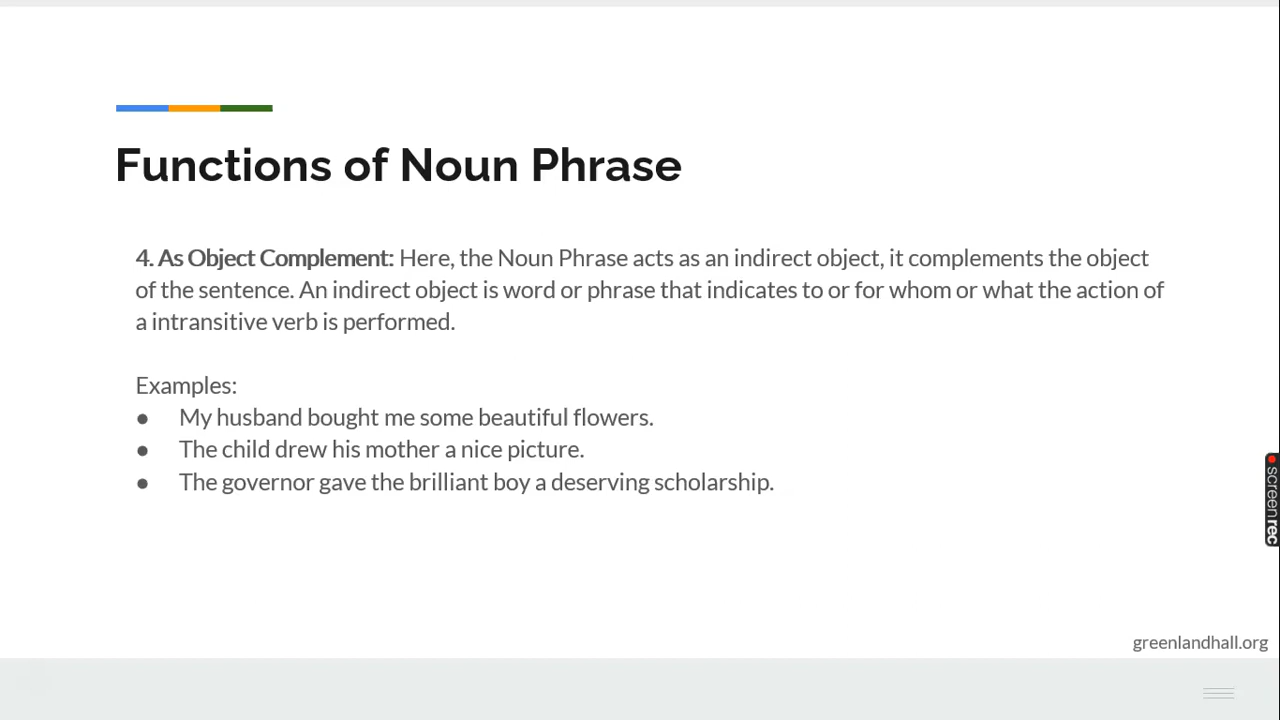 Functions of Noun Phrase
4. As Object Complement: Here, the Noun Phrase acts as an indirect object, it complements the object
of the sentence. An indirect object is word or phrase that indicates to or for whom or what the action of
a intransitive verb is performed.
Examples:
● My husband bought me some beautiful flowers.
● The child drew his mother a nice picture.
● The governor gave the brilliant boy a deserving scholarship.
screenrec
greenlandhall.org